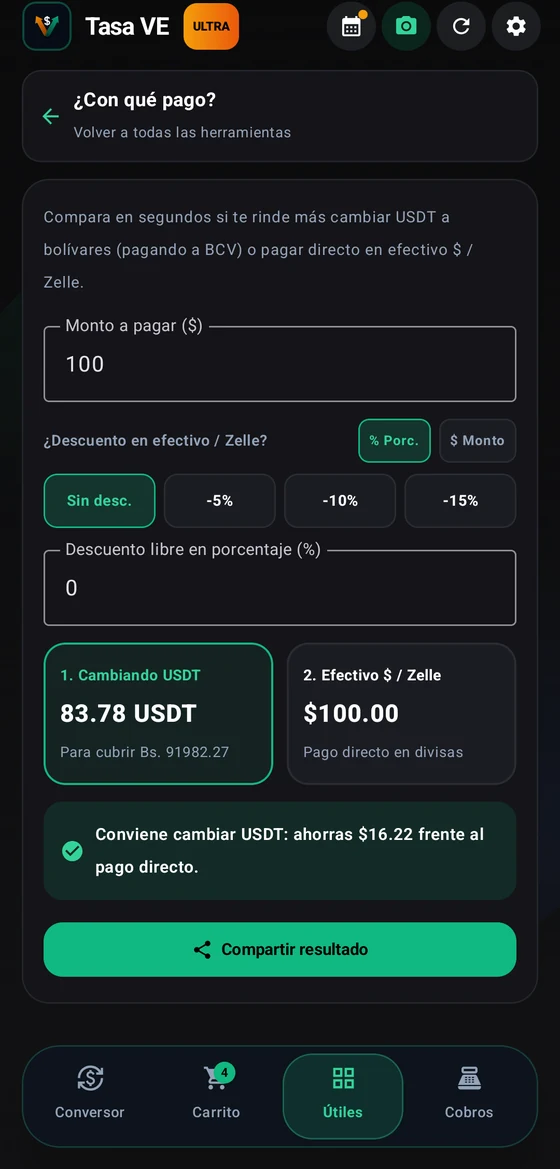 Tasa VE
ULTRA
¿Con qué pago?
Volver a todas las herramientas
Compara en segundos si te rinde más cambiar USDT a
bolívares (pagando a BCV) o pagar directo en efectivo $ /
Zelle.
Monto a pagar ($)
100
¿Descuento en efectivo / Zelle?
% Porc.
$ Monto
Sin desc.
-5%
-10%
-15%
Descuento libre en porcentaje (%)
0
1. Cambiando USDT
83.78 USDT
Para cubrir Bs. 91982.27
2. Efectivo $ / Zelle
$100.00
Pago directo en divisas
Conviene cambiar USDT: ahorras $16.22 frente al
pago directo.
Compartir resultado
4
Conversor
Carrito
Útiles
Cobros